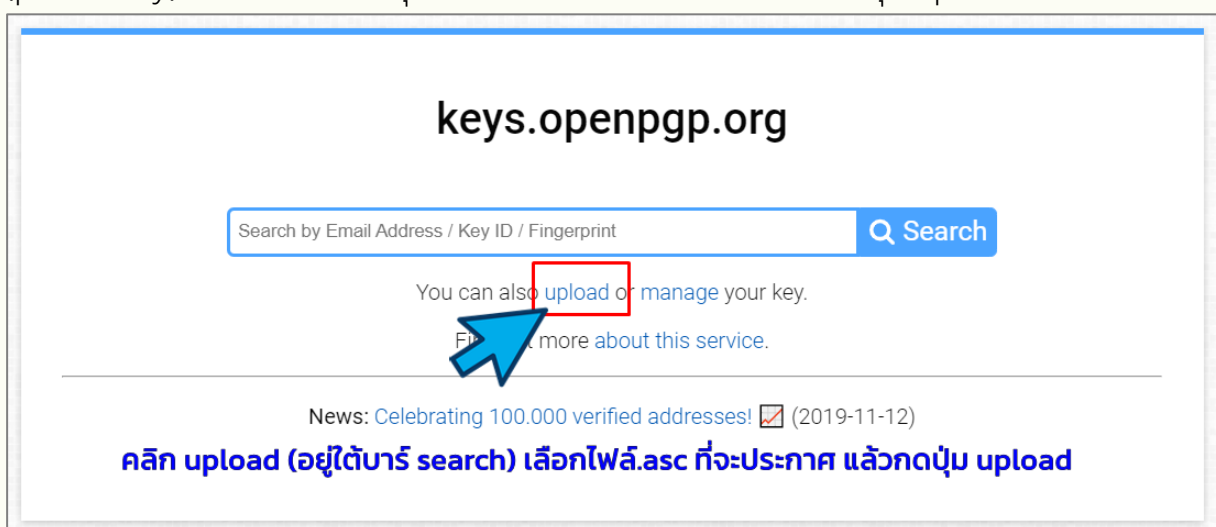 keys.openpgp.org
Search by Email Address / Key ID / Fingerprint
Search
You can also upload or manage your key.
more about this service.
News: Celebrating 100.000 verified addresses! 📈 (2019-11-12)
คลิก upload (อยู่ใต้บาร์ search) เลือกไฟล์.asc ที่จะประกาศ แล้วกดปุ่ม upload